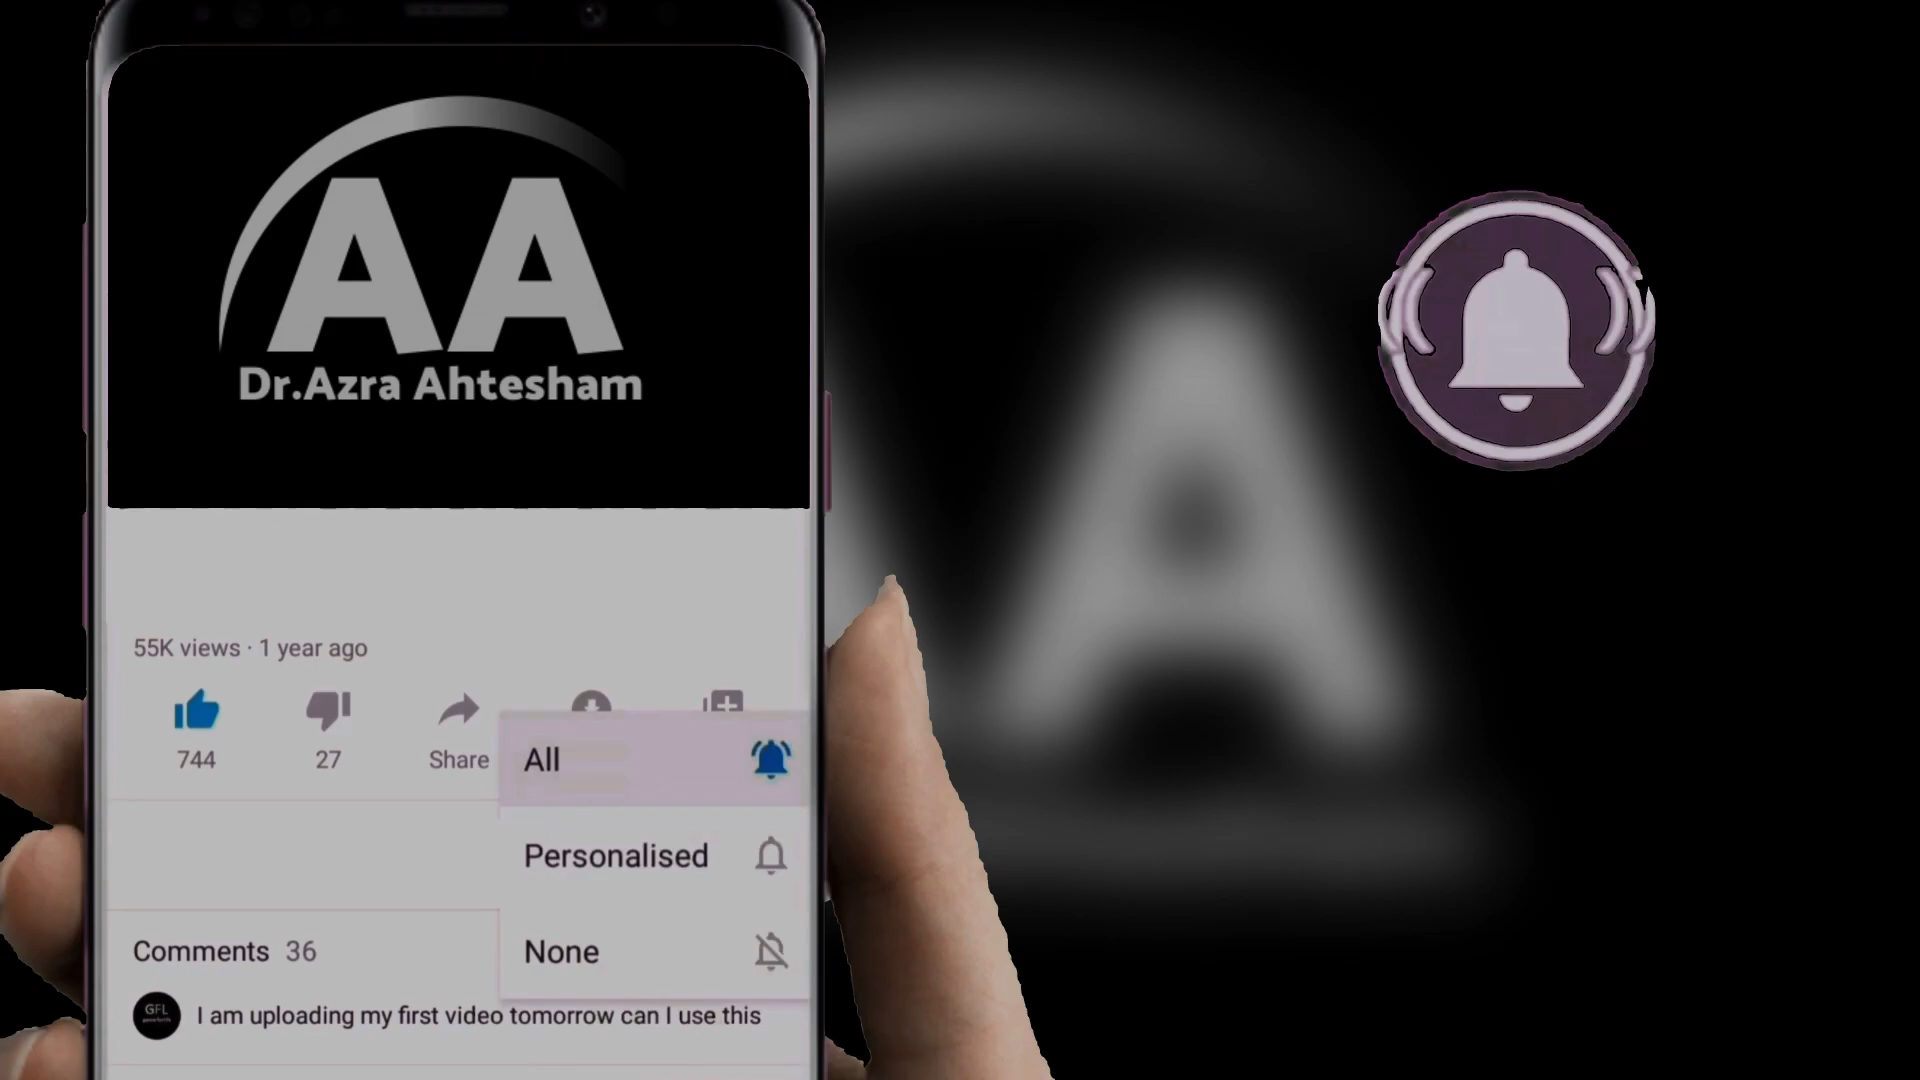 AA
Dr.Azra Ahtesham
55K views · 1 year ago
744
27
Share
All
Personalised
None
Comments 36
GFL
I am uploading my first video tomorrow can I use this